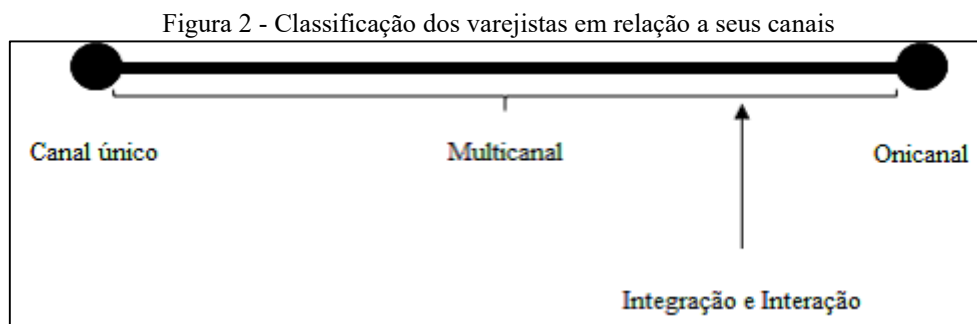 Figura 2 - Classificação dos varejistas em relação a seus canais
Canal único
Multicanal
Onicanal
Integração e Interação